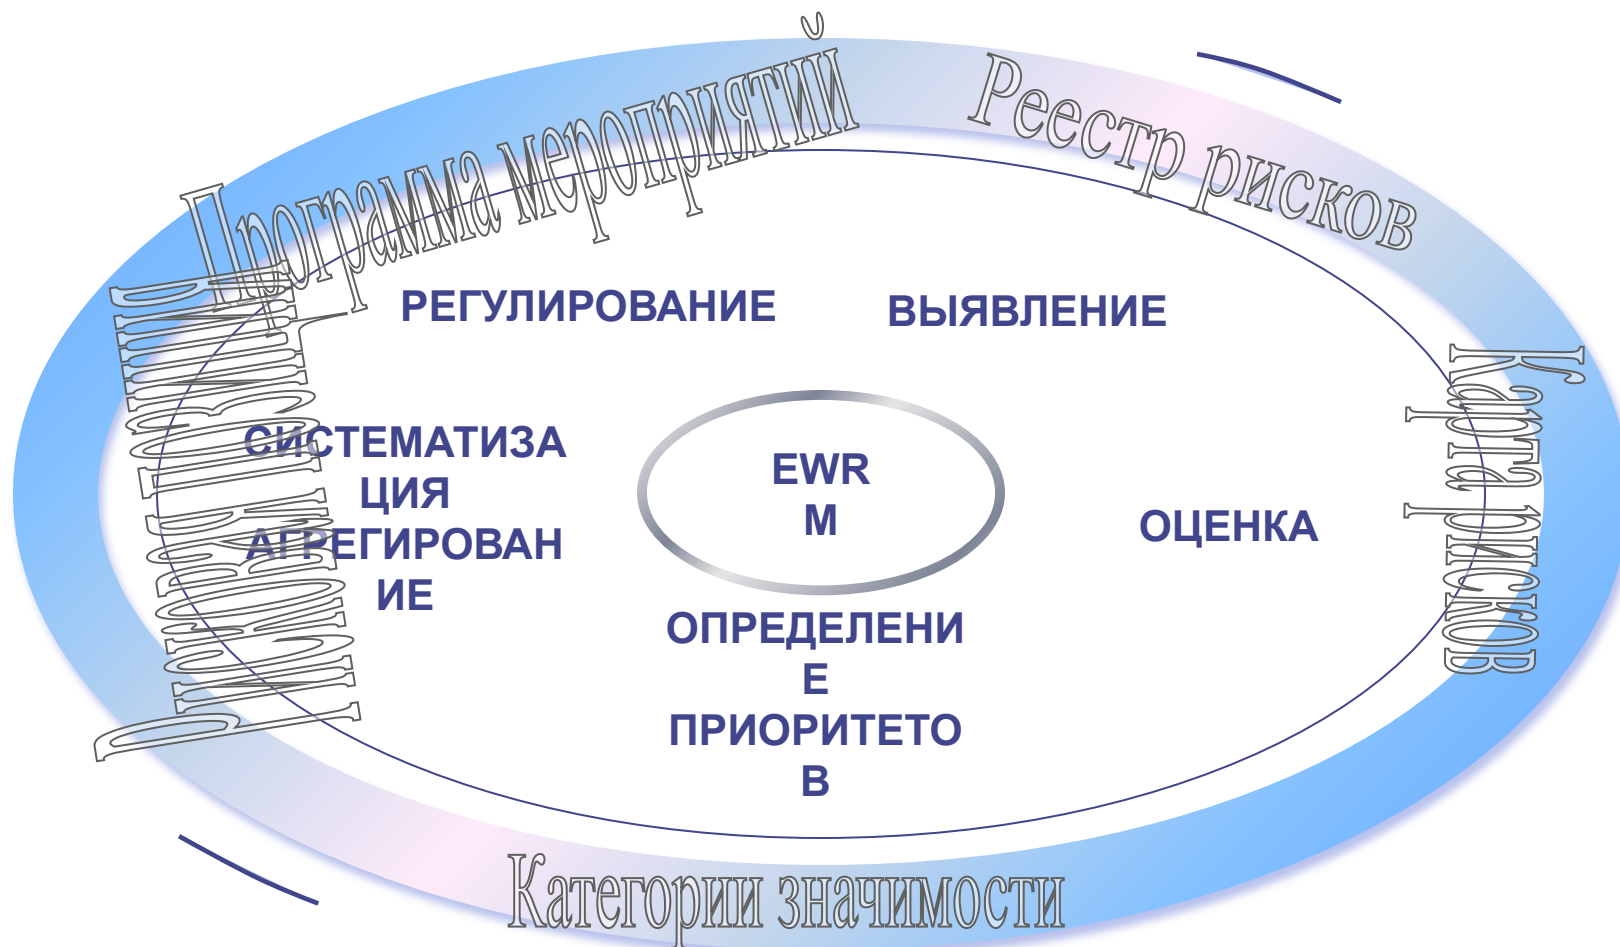 Программа мероприятий
Реестр рисков
РЕГУЛИРОВАНИЕ
ВЫЯВЛЕНИЕ
Карта рисков
СИСТЕМАТИЗА
ЦИЯ
АГРЕГИРОВАН
ИЕ
EWR
M
ОЦЕНКА
ОПРЕДЕЛЕНИ
Е
ПРИОРИТЕТО
В
Категории значимости